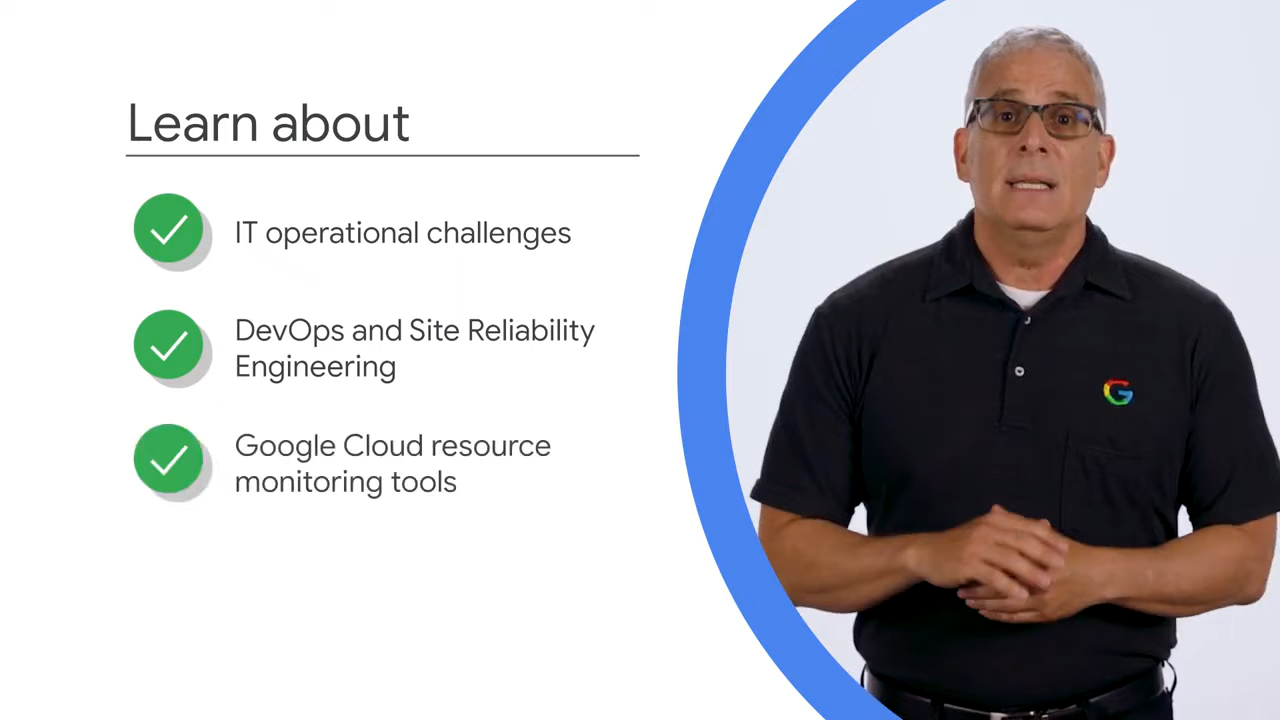 Learn about
IT operational challenges
DevOps and Site Reliability
Engineering
Google Cloud resource
monitoring tools
G